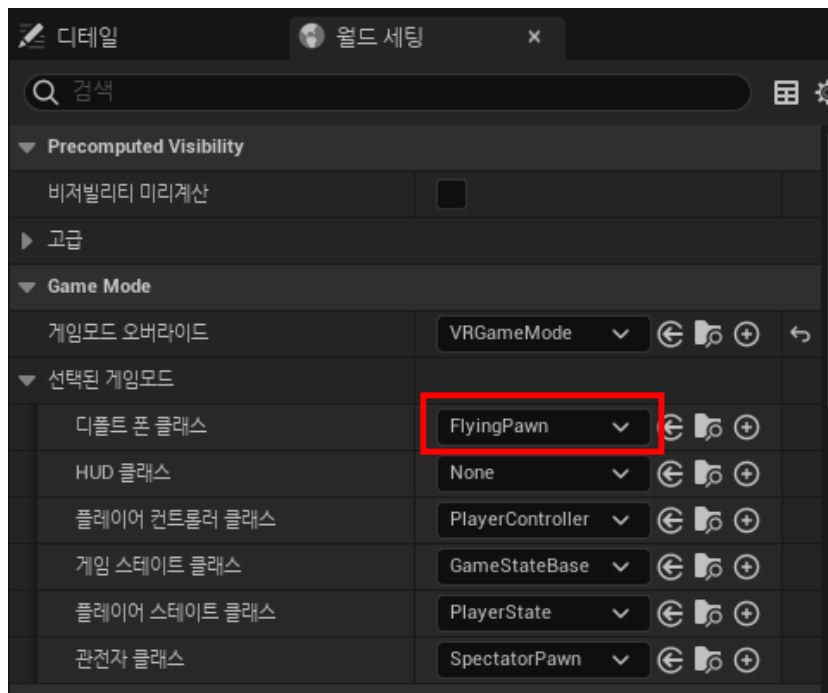 디테일
월드 세팅
검색
Precomputed Visibility
비저빌리티 미리계산
고급
Game Mode
게임모드 오버라이드 VRGameMode
선택된 게임모드
디폴트 폰 클래스 FlyingPawn
HUD 클래스 None
플레이어 컨트롤러 클래스 PlayerController
게임 스테이트 클래스 GameStateBase
플레이어 스테이트 클래스 PlayerState
관전자 클래스 SpectatorPawn